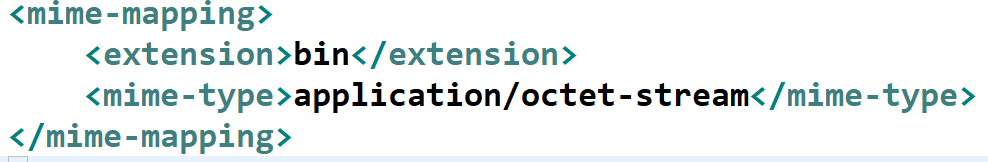 <mime-mapping>
    <extension>bin</extension>
    <mime-type>application/octet-stream</mime-type>
</mime-mapping>